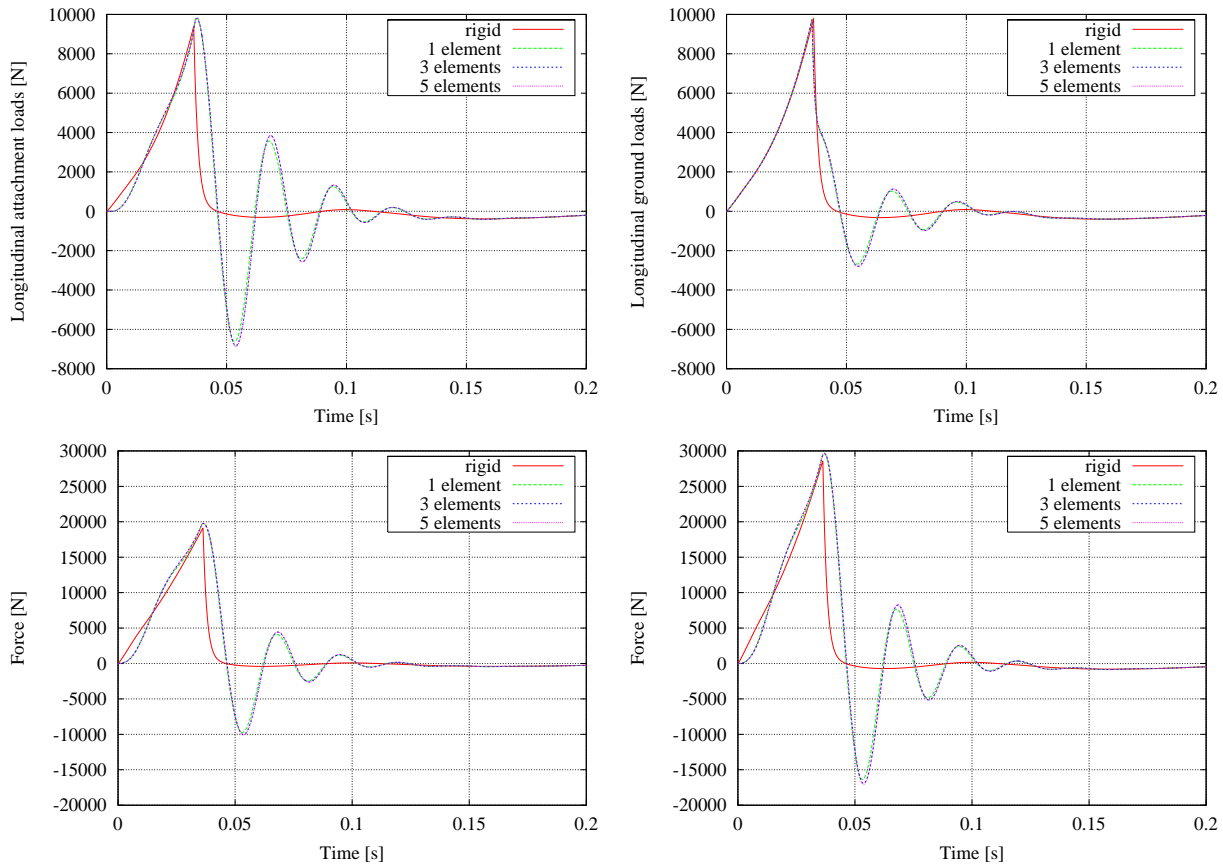 Longitudinal attachment loads [N]
10000
8000
6000
4000
2000
0
-2000
-4000
-6000
-8000
rigid
1 element
3 elements
5 elements
0 0.05 0.1 0.15 0.2
Time [s]
Longitudinal ground loads [N]
10000
8000
6000
4000
2000
0
-2000
-4000
-6000
-8000
rigid
1 element
3 elements
5 elements
0 0.05 0.1 0.15 0.2
Time [s]
Force [N]
30000
25000
20000
15000
10000
5000
0
-5000
-10000
-15000
-20000
rigid
1 element
3 elements
5 elements
0 0.05 0.1 0.15 0.2
Time [s]
Force [N]
30000
25000
20000
15000
10000
5000
0
-5000
-10000
-15000
-20000
rigid
1 element
3 elements
5 elements
0 0.05 0.1 0.15 0.2
Time [s]